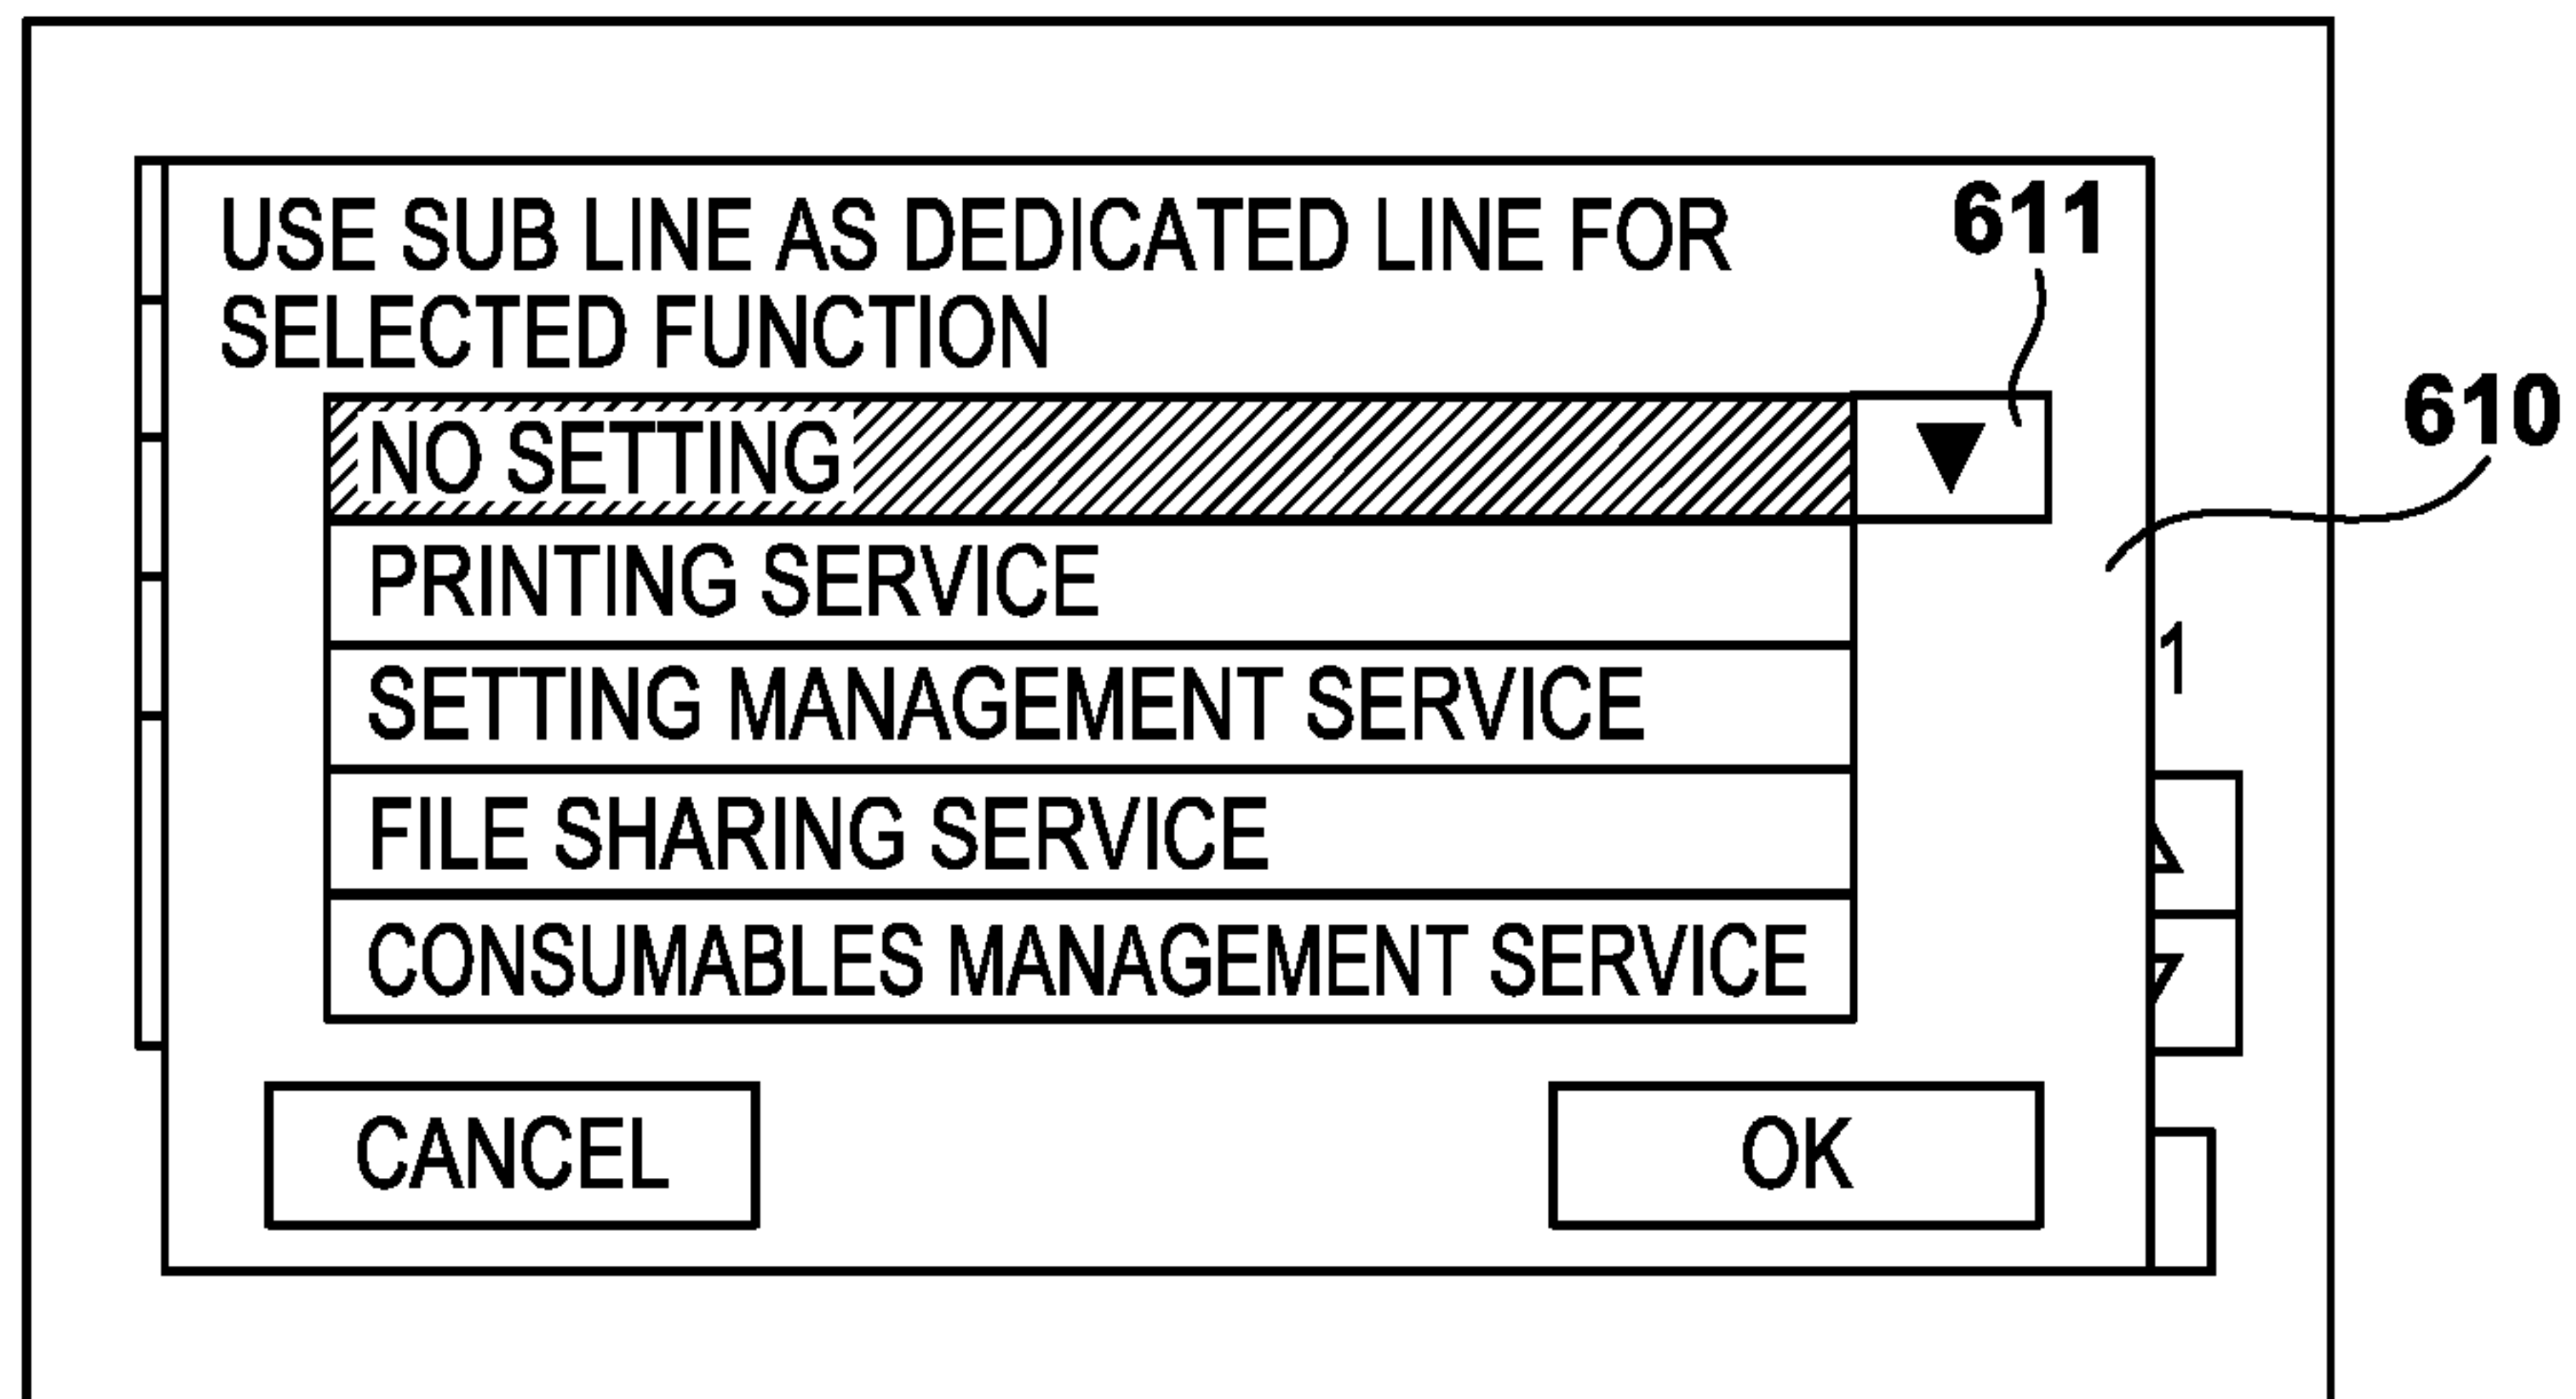 USE SUB LINE AS DEDICATED LINE FOR
SELECTED FUNCTION
611
NO SETTING
▼
610
PRINTING SERVICE
SETTING MANAGEMENT SERVICE
1
FILE SHARING SERVICE
CONSUMABLES MANAGEMENT SERVICE
CANCEL
OK